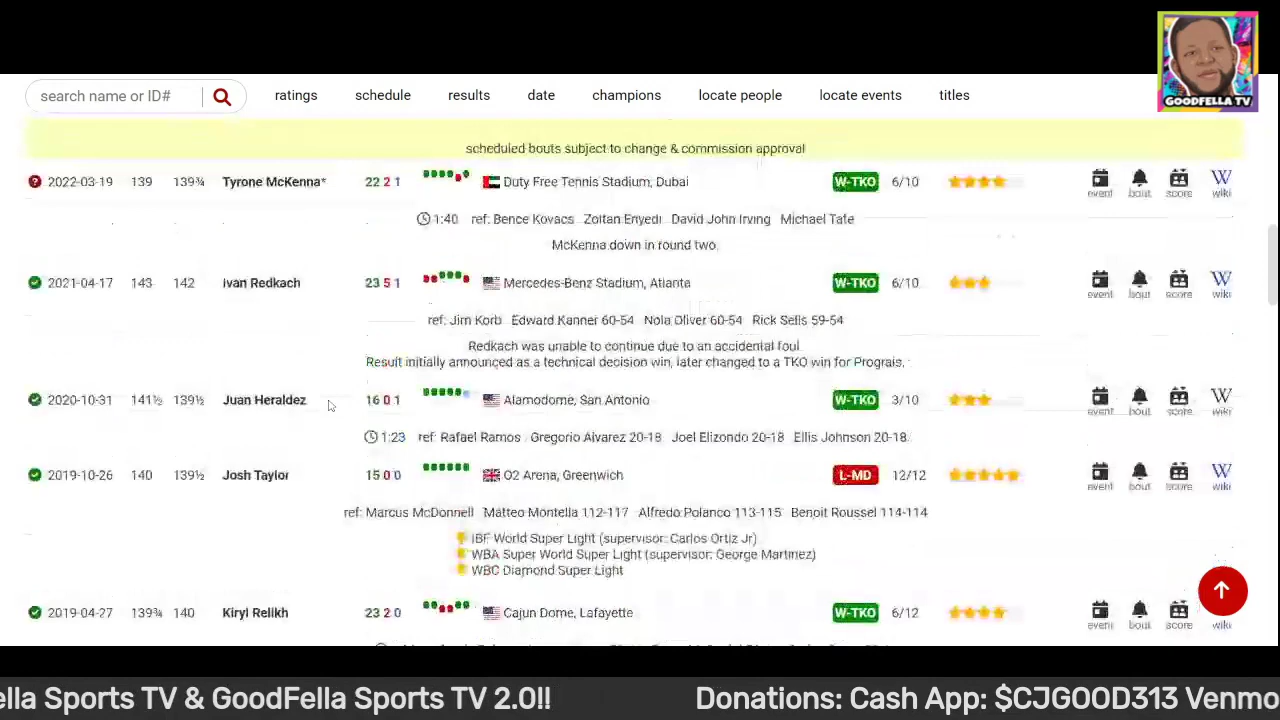 GOODFELLA TV
search name or ID# ratings schedule results date champions locate people locate events titles
scheduled bouts subject to change & commission approval
2022-03-19 139 139¾ Tyrone McKenna* 22 2 1 Duty Free Tennis Stadium, Dubai W-TKO 6/10 event bout score W wiki
1:40 ref: Bence Kovacs Zoltan Enyedi David John Irving Michael Tate
McKenna down in round two.
2021-04-17 143 142 Ivan Redkach 23 5 1 Mercedes-Benz Stadium, Atlanta W-TKO 6/10 event bout score W wiki
ref: Jim Korb Edward Kanner 60-54 Nola Oliver 60-54 Rick Sells 59-54
Redkach was unable to continue due to an accidental foul
Result initially announced as a technical decision win, later changed to a TKO win for Prograis.
2020-10-31 141½ 139½ Juan Heraldez 16 0 1 Alamodome, San Antonio W-TKO 3/10 event bout score W wiki
1:23 ref: Rafael Ramos Gregorio Alvarez 20-18 Joel Elizondo 20-18 Ellis Johnson 20-18
2019-10-26 140 139½ Josh Taylor 15 0 0 O2 Arena, Greenwich L-MD 12/12 event bout score W wiki
ref: Marcus McDonnell Matteo Montella 112-117 Alfredo Polanco 113-115 Benoit Roussel 114-114
IBF World Super Light (supervisor: Carlos Ortiz Jr)
WBA Super World Super Light (supervisor: George Martinez)
WBC Diamond Super Light
2019-04-27 139¾ 140 Kiryl Relikh 23 2 0 Cajun Dome, Lafayette W-TKO 6/12 event bout score W wiki
ella Sports TV & GoodFella Sports TV 2.0!! Donations: Cash App: $CJGOOD313 Venmo